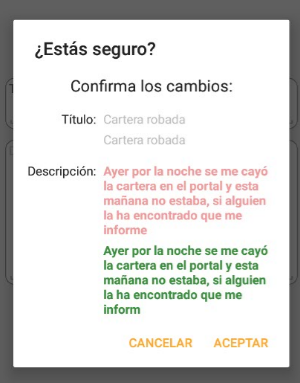 ¿Estás seguro?
Confirma los cambios:
Título: Cartera robada
Cartera robada
Descripción: Ayer por la noche se me cayó
la cartera en el portal y esta
mañana no estaba, si alguien
la ha encontrado que me
informe
Ayer por la noche se me cayó
la cartera en el portal y esta
mañana no estaba, si alguien
la ha encontrado que me
inform
CANCELAR ACEPTAR